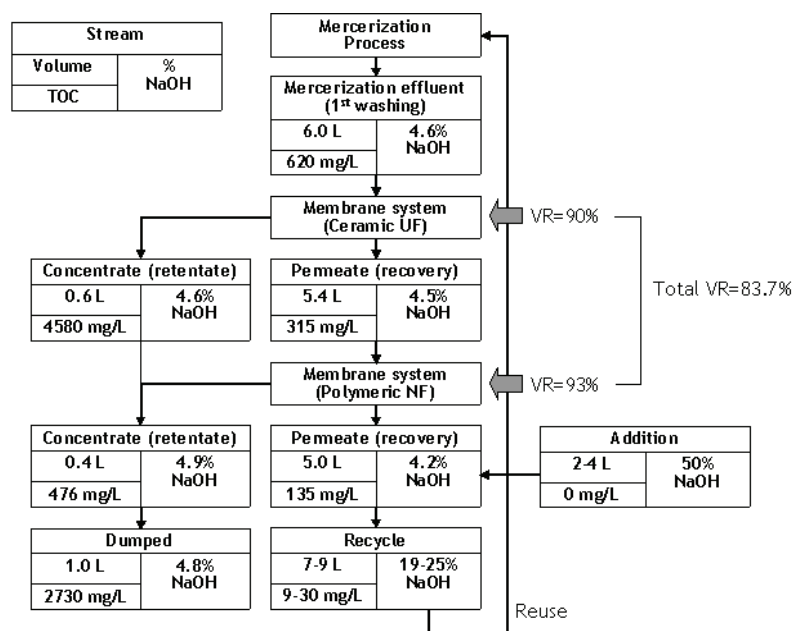 Stream
Volume
%
NaOH
TOC
Mercerization
Process
Mercerization effluent
(1st washing)
6.0 L
4.6%
NaOH
620 mg/L
Membrane system
(Ceramic UF)
VR=90%
Concentrate (retentate)
0.6 L
4.6%
NaOH
4580 mg/L
Permeate (recovery)
5.4 L
4.5%
NaOH
315 mg/L
Total VR=83.7%
Membrane system
(Polymeric NF)
VR=93%
Concentrate (retentate)
0.4 L
4.9%
NaOH
476 mg/L
Permeate (recovery)
5.0 L
4.2%
NaOH
135 mg/L
Addition
2-4 L
50%
NaOH
0 mg/L
Dumped
1.0 L
4.8%
NaOH
2730 mg/L
Recycle
7-9 L
19-25%
NaOH
9-30 mg/L
Reuse